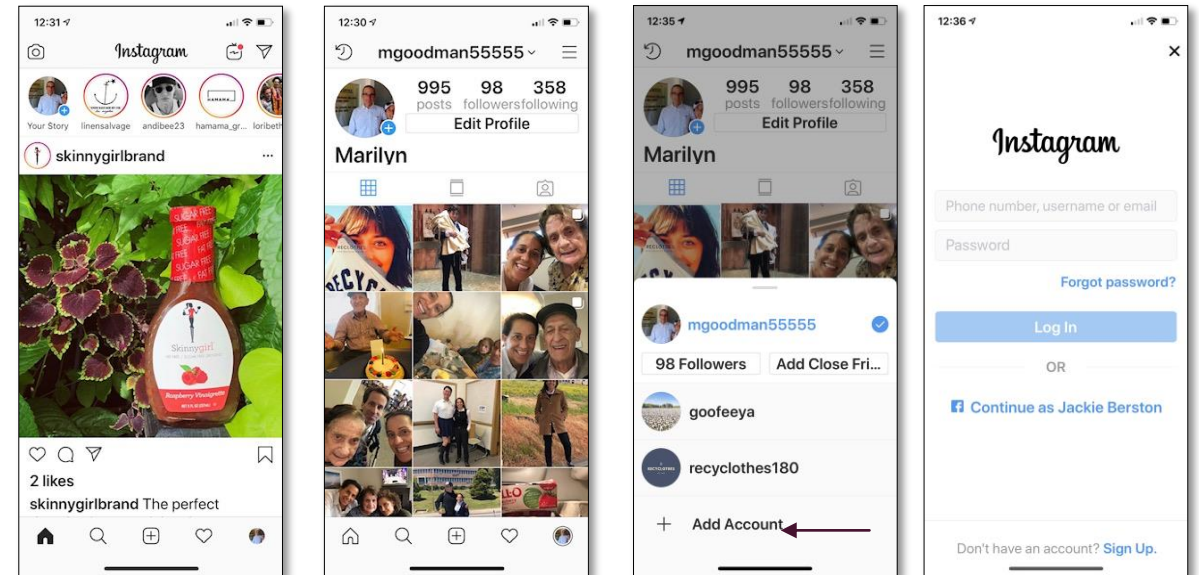 12:31
Instagram
Your Story linensalvage andibee23 hamama_gr... loribeth
HAMAMA
skinnygirlbrand
SUGAR FREE
Skinnygirl
Raspberry Vinaigrette
2 likes
skinnygirlbrand The perfect
12:30
mgoodman55555
995 98 358
posts followers following
Edit Profile
Marilyn
RECYC
12:35
mgoodman55555
995 98 358
posts followers following
Edit Profile
Marilyn
mgoodman55555
98 Followers Add Close Fri...
goofeeya
RECYCLOTHES
recyclothes180
+ Add Account
12:36
Instagram
Phone number, username or email
Password
Forgot password?
Log In
OR
Continue as Jackie Berston
Don't have an account? Sign Up.